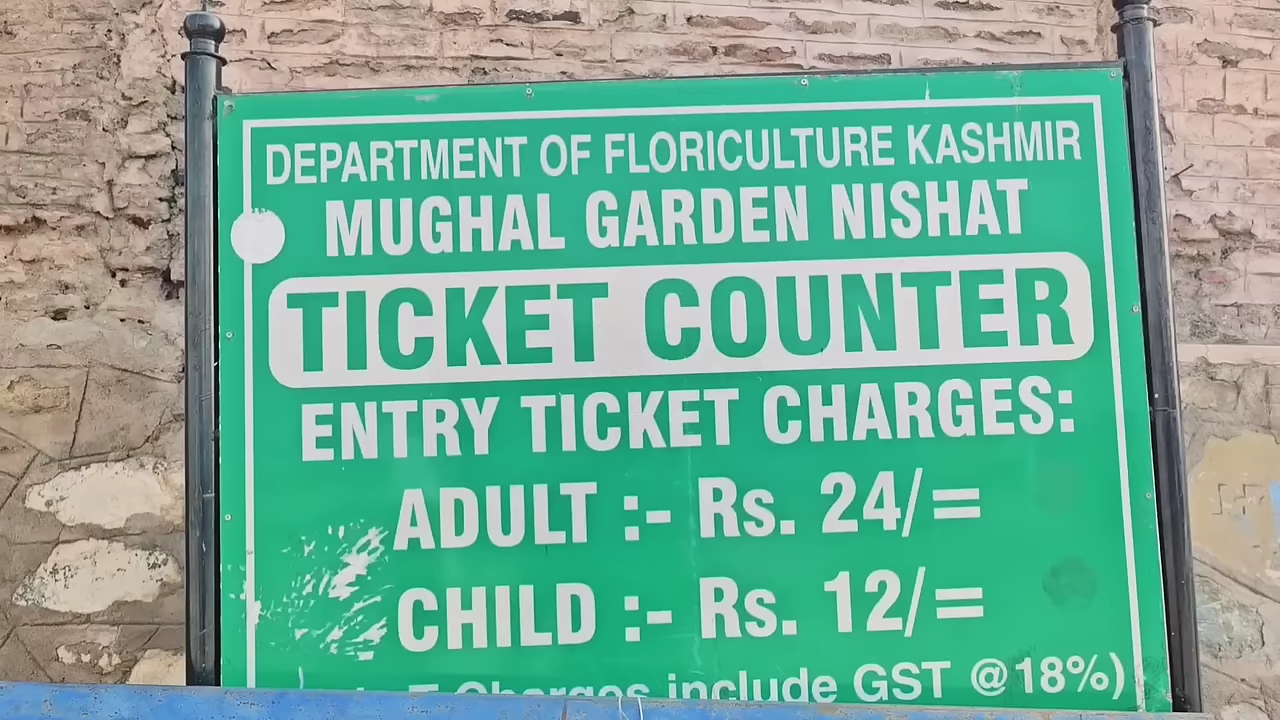 DEPARTMENT OF FLORICULTURE KASHMIR
MUGHAL GARDEN NISHAT
TICKET COUNTER
ENTRY TICKET CHARGES:
ADULT :- Rs. 24/=
CHILD :- Rs. 12/=
Charges include GST @18%)